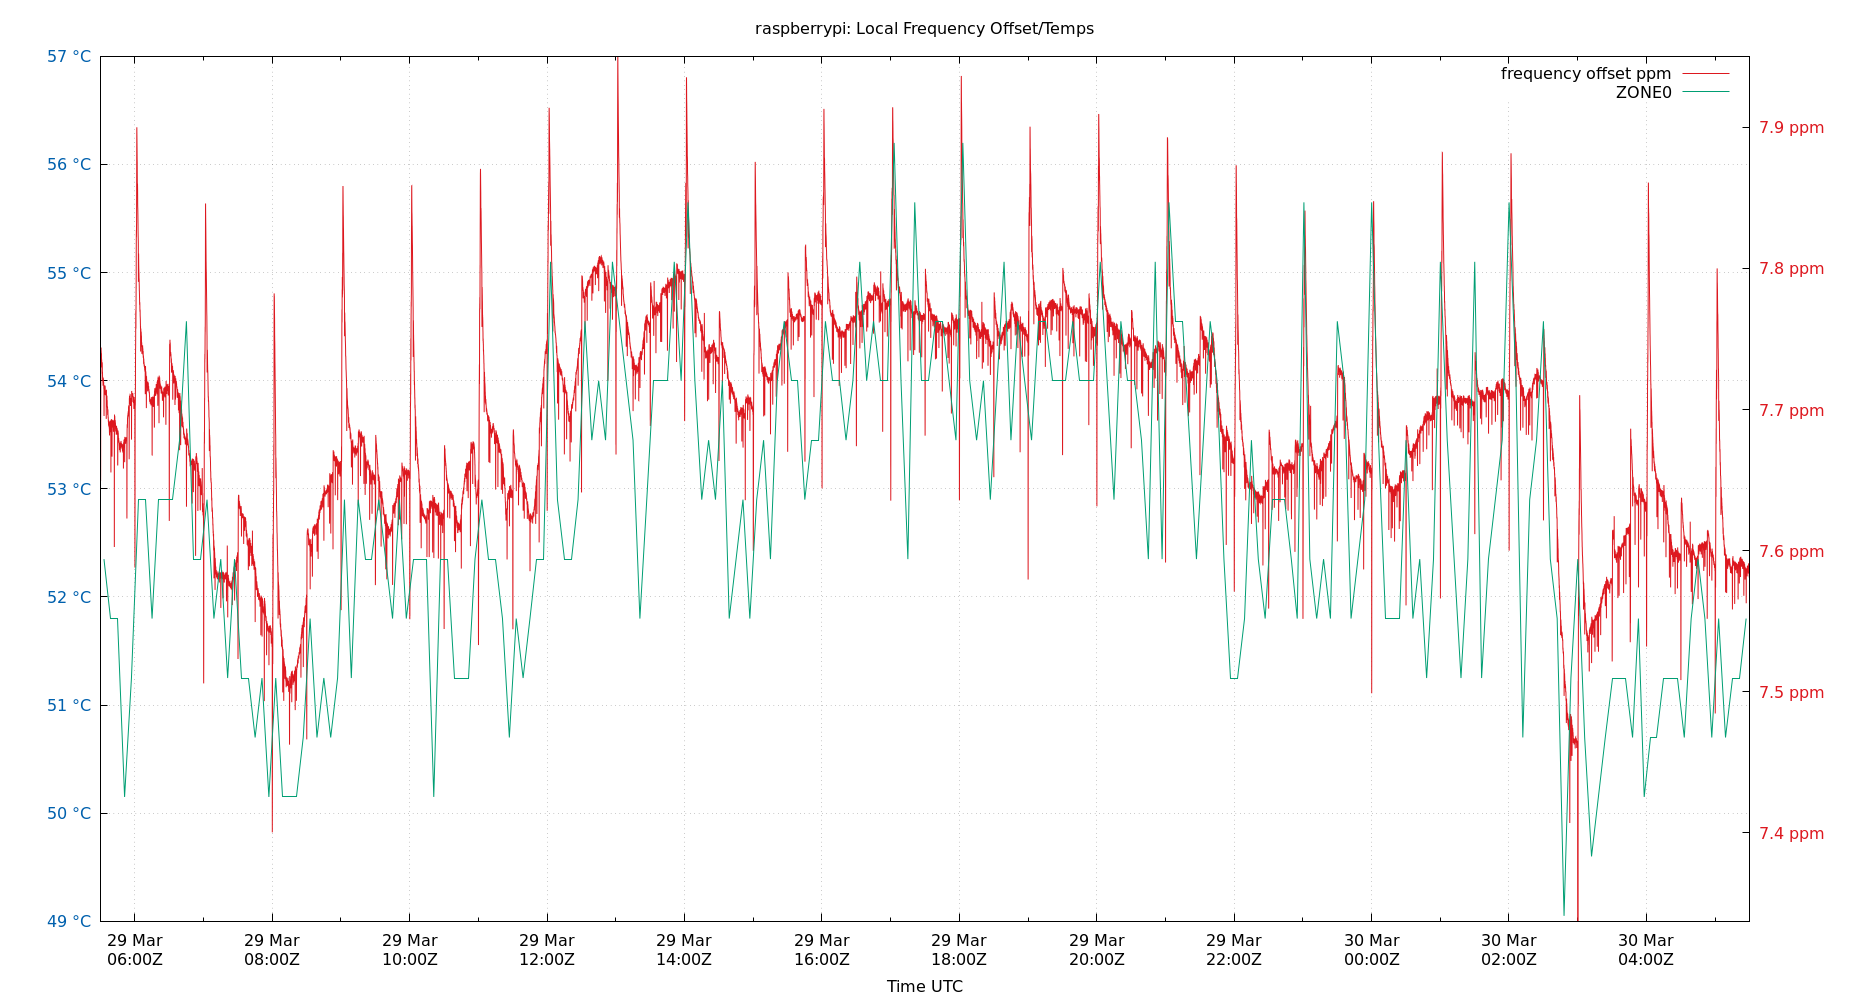 raspberrypi: Local Frequency Offset/Temps
57 °C
56 °C
55 °C
54 °C
53 °C
52 °C
51 °C
50 °C
49 °C
frequency offset ppm
ZONE0
7.9 ppm
7.8 ppm
7.7 ppm
7.6 ppm
7.5 ppm
7.4 ppm
29 Mar 29 Mar 29 Mar 29 Mar 29 Mar 29 Mar 29 Mar 29 Mar 29 Mar 30 Mar 30 Mar 30 Mar
06:00Z 08:00Z 10:00Z 12:00Z 14:00Z 16:00Z 18:00Z 20:00Z 22:00Z 00:00Z 02:00Z 04:00Z
Time UTC